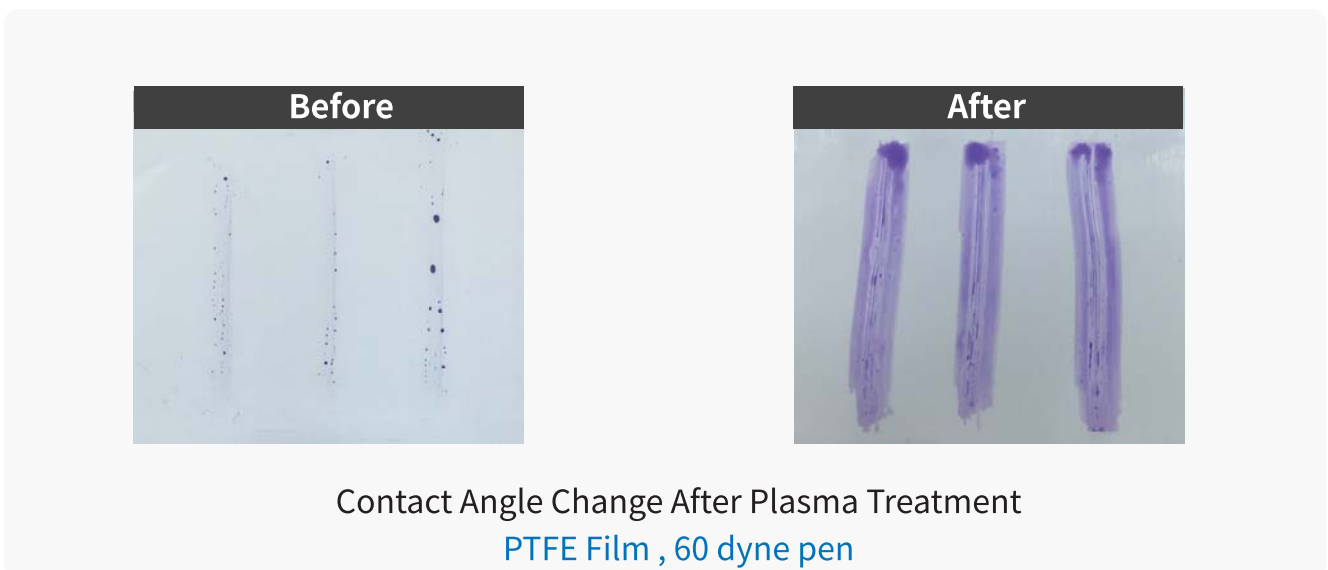 Before
After
Contact Angle Change After Plasma Treatment
PTFE Film , 60 dyne pen